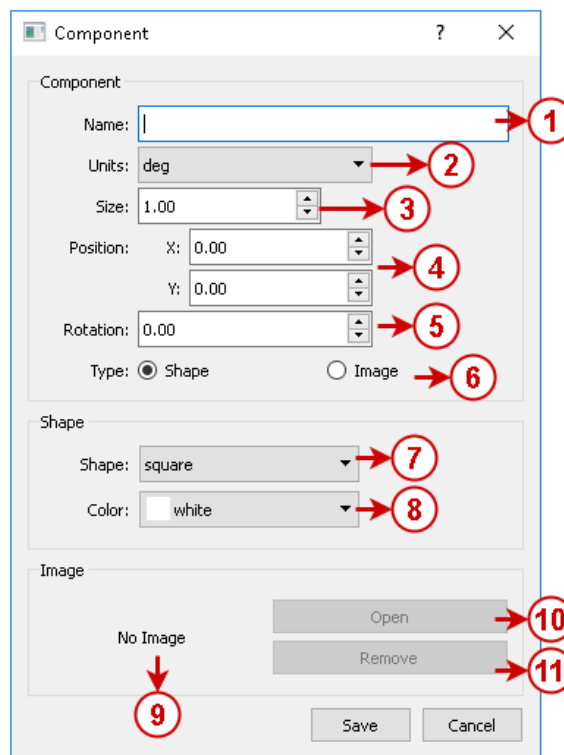 Component ?
Component
Name: 1
Units: deg 2
Size: 1.00 3
Position: X: 0.00
4
Y: 0.00
Rotation: 0.00 5
Type: Shape Image 6
Shape
Shape: square 7
Color: white 8
Image
Open 10
No Image
Remove 11
9
Save Cancel